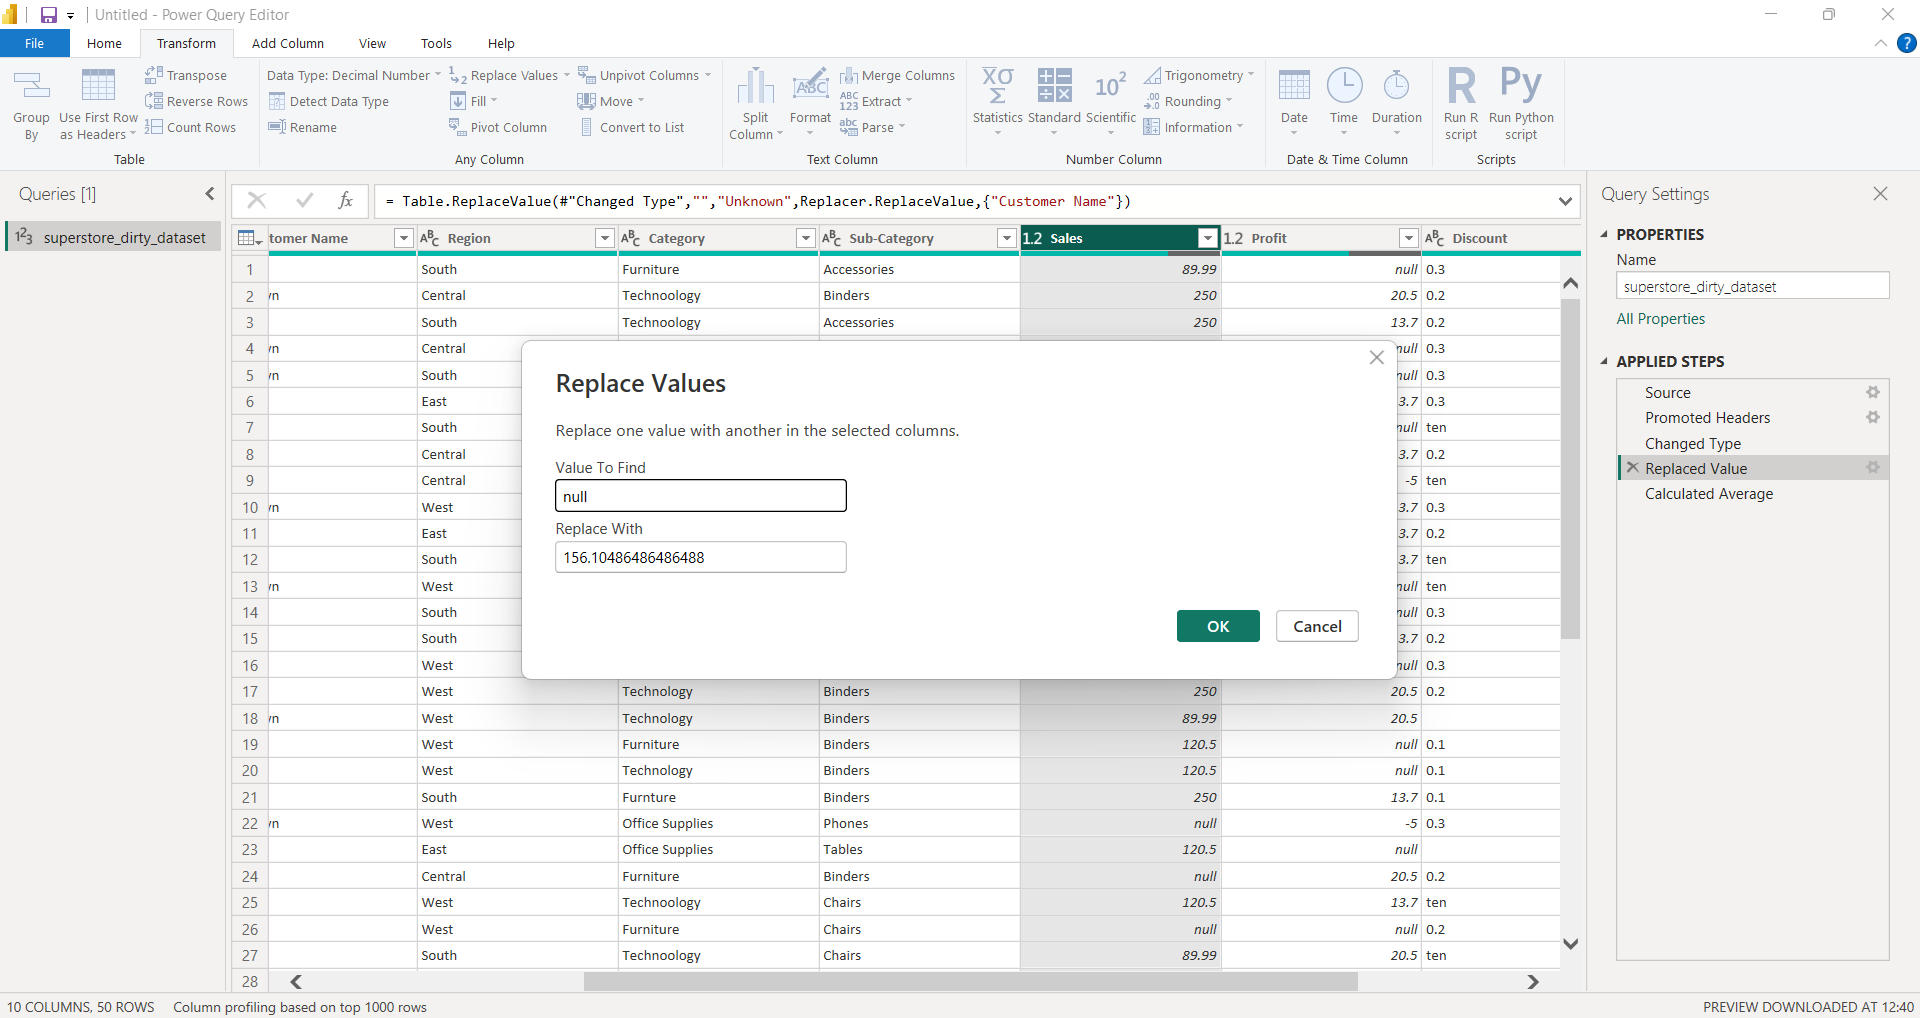 Untitled - Power Query Editor
File Home Transform Add Column View Tools Help
Group By
Use First Row as Headers
Transpose
Reverse Rows
Count Rows
Table
Data Type: Decimal Number
Detect Data Type
Rename
Replace Values
Fill
Pivot Column
Unpivot Columns
Move
Convert to List
Any Column
Split Column
Format
Merge Columns
Extract
Parse
Text Column
Statistics
Standard
Scientific
Trigonometry
Rounding
Information
Number Column
Date
Time
Duration
Date & Time Column
Run R script
Run Python script
Scripts
Queries [1]
superstore_dirty_dataset
= Table.ReplaceValue(#"Changed Type","","Unknown",Replacer.ReplaceValue,{"Customer Name"})
tomer Name Region Category Sub-Category 1.2 Sales 1.2 Profit Discount
1 South Furniture Accessories 89.99 null 0.3
2 vn Central Technoology Binders 250 20.5 0.2
3 South Technoology Accessories 250 13.7 0.2
4 vn Central null 0.3
5 vn South null 0.3
6 East 3.7 0.3
7 South null ten
8 Central 3.7 0.2
9 Central -5 ten
10 vn West 3.7 0.3
11 East 3.7 0.2
12 South 3.7 ten
13 vn West null ten
14 South null 0.3
15 South 3.7 0.2
16 West null 0.3
17 West Technology Binders 250 20.5 0.2
18 vn West Technology Binders 89.99 20.5
19 West Furniture Binders 120.5 null 0.1
20 West Technology Binders 120.5 null 0.1
21 South Furnture Binders 250 13.7 0.1
22 vn West Office Supplies Phones null -5 0.3
23 East Office Supplies Tables 120.5 null
24 Central Furniture Binders null 20.5 0.2
25 West Technoology Chairs 120.5 13.7 ten
26 West Furniture Chairs null null 0.2
27 South Technoology Chairs 89.99 20.5 ten
28
Replace Values
Replace one value with another in the selected columns.
Value To Find
null
Replace With
156.10486486486488
OK Cancel
Query Settings
PROPERTIES
Name
superstore_dirty_dataset
All Properties
APPLIED STEPS
Source
Promoted Headers
Changed Type
Replaced Value
Calculated Average
10 COLUMNS, 50 ROWS Column profiling based on top 1000 rows
PREVIEW DOWNLOADED AT 12:40